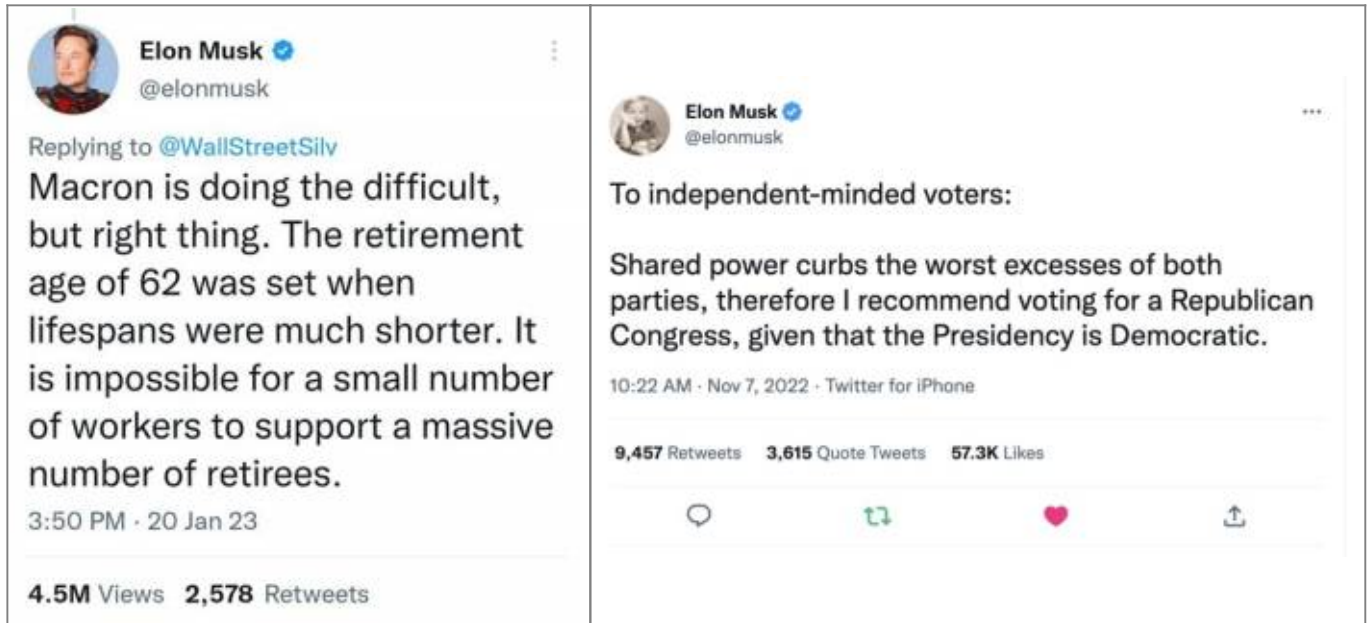 Elon Musk
@elonmusk
Replying to @WallStreetSilv
Macron is doing the difficult,
but right thing. The retirement
age of 62 was set when
lifespans were much shorter. It
is impossible for a small number
of workers to support a massive
number of retirees.
3:50 PM · 20 Jan 23
4.5M Views 2,578 Retweets
Elon Musk
@elonmusk
To independent-minded voters:
Shared power curbs the worst excesses of both
parties, therefore I recommend voting for a Republican
Congress, given that the Presidency is Democratic.
10:22 AM · Nov 7, 2022 · Twitter for iPhone
9,457 Retweets 3,615 Quote Tweets 57.3K Likes